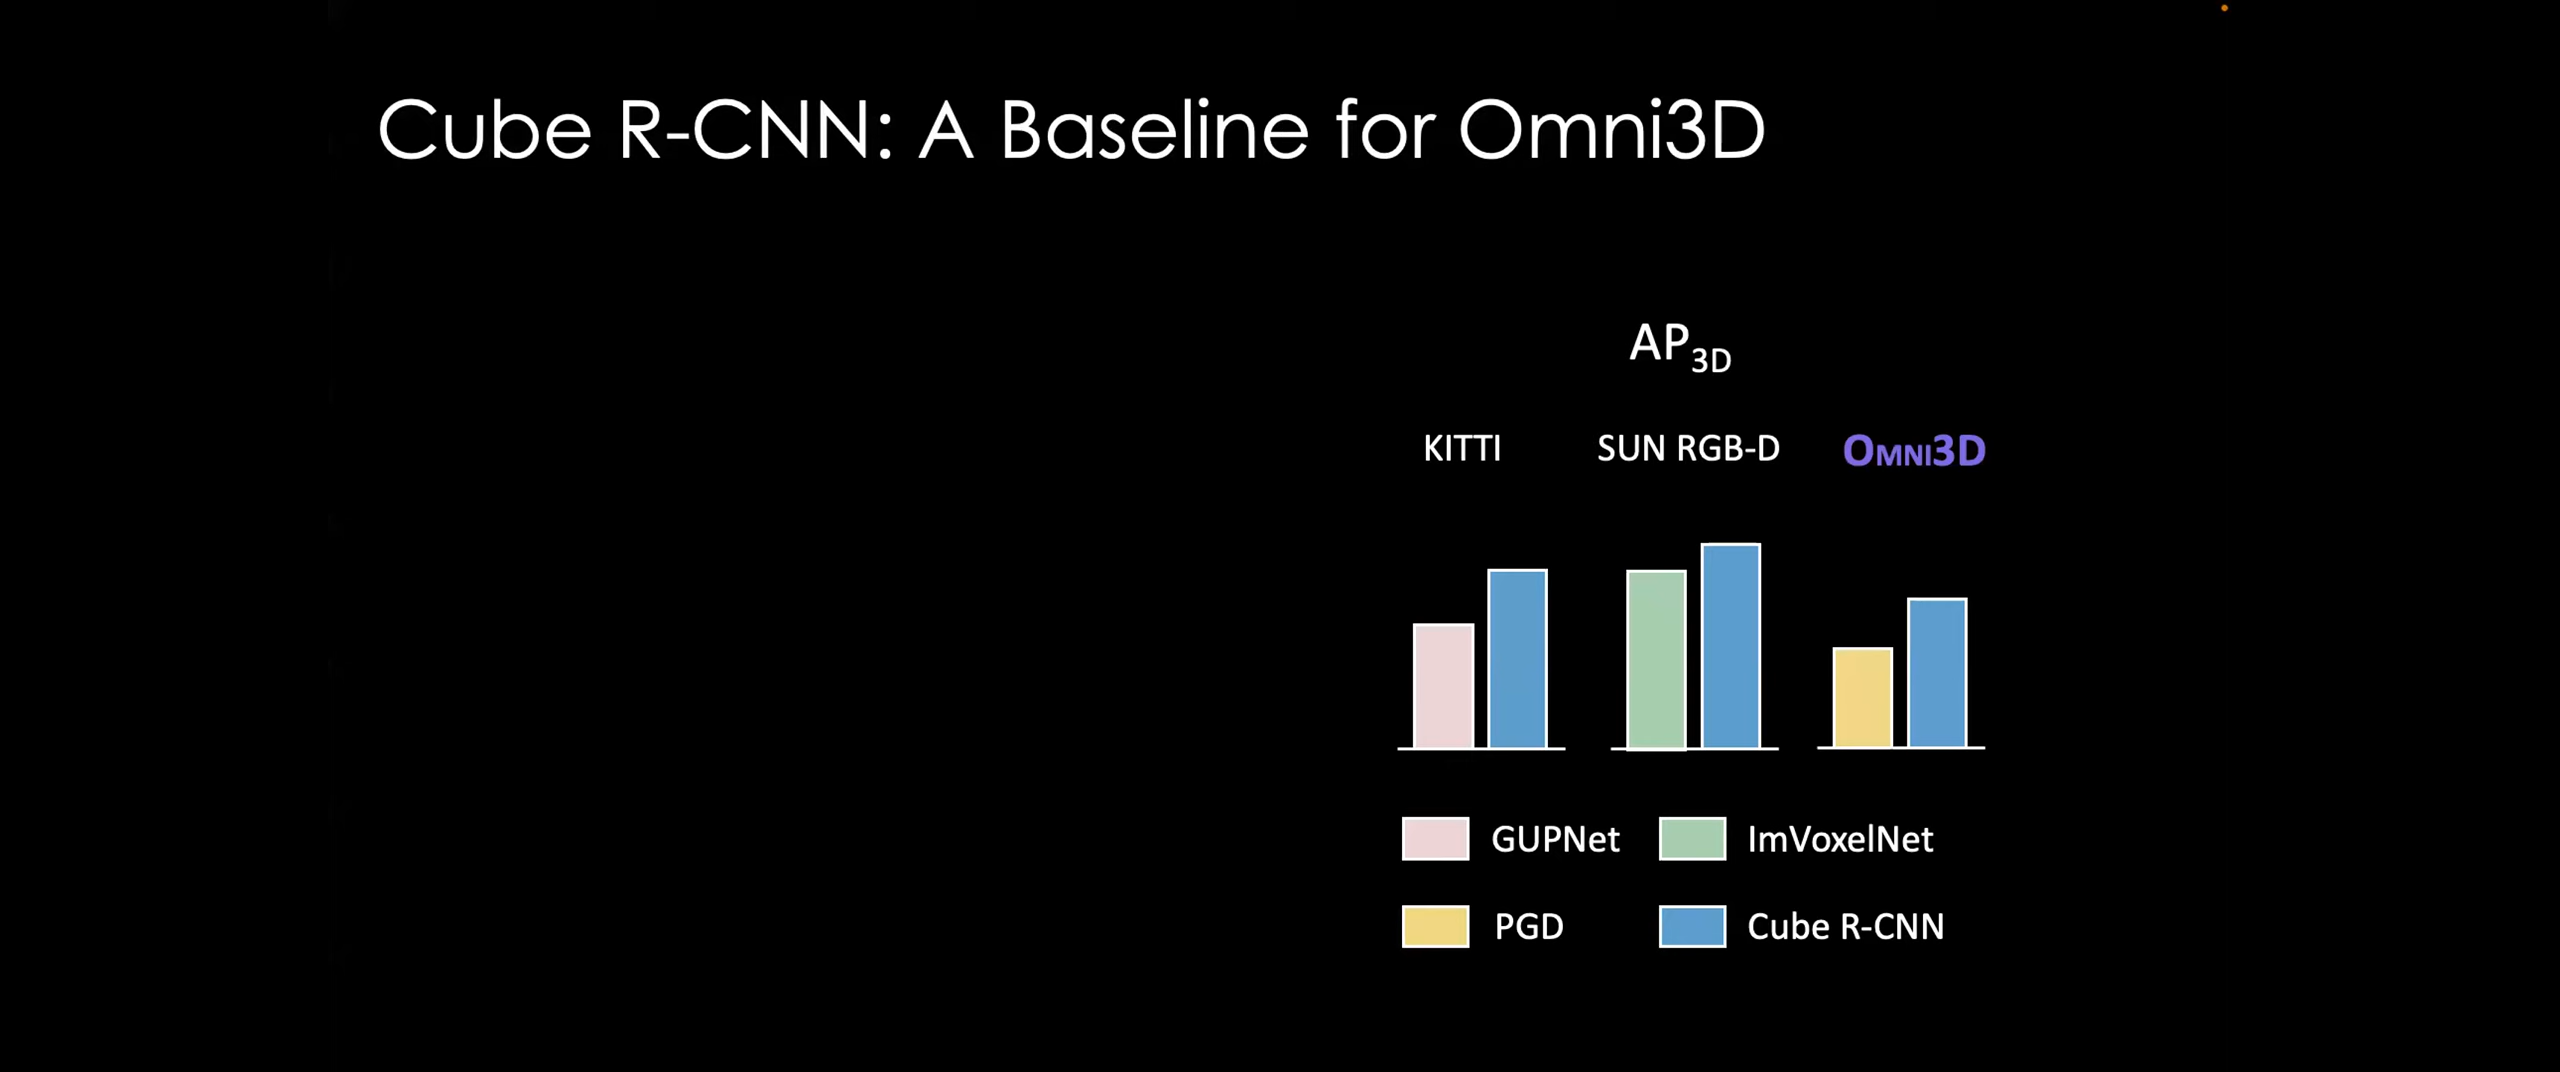 Cube R-CNN: A Baseline for Omni3D
AP3D
KITTI SUN RGB-D OMNI3D
GUPNet ImVoxelNet
PGD Cube R-CNN